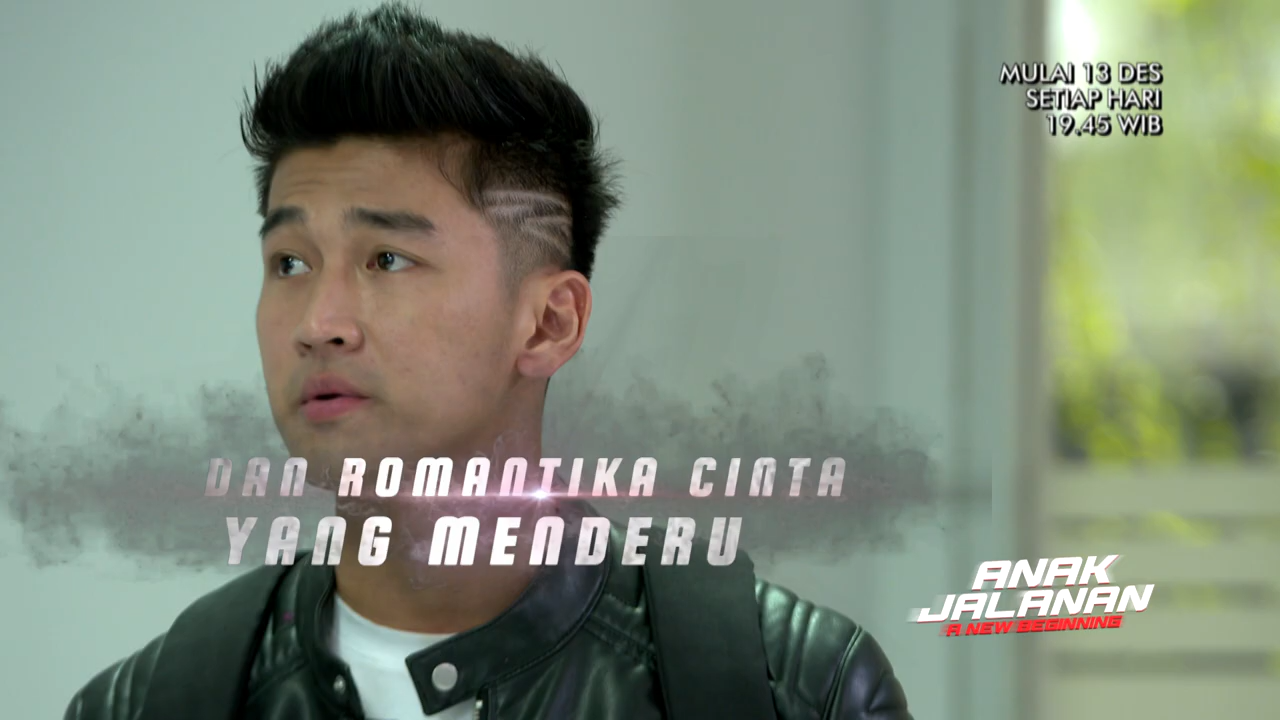 MULAI 13 DES
SETIAP HARI
19.45 WIB
DAN ROMANTIKA CINTA
YANG MENDERU
ANAK
JALANAN
A NEW BEGINNING